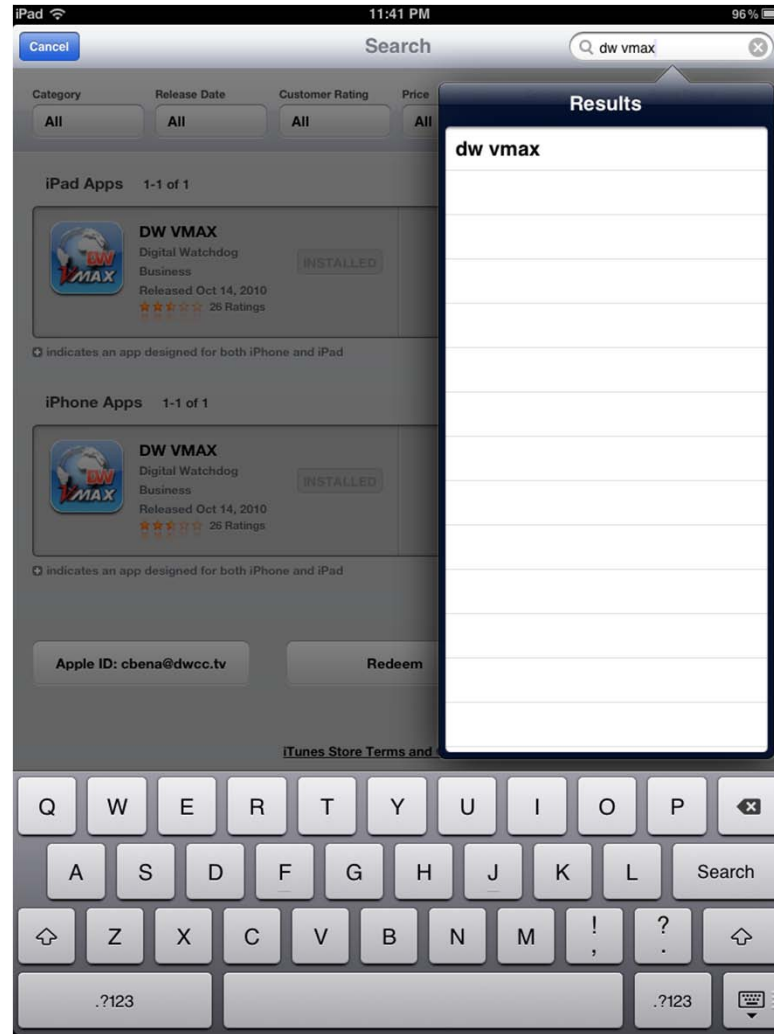 iPad 11:41 PM 96%
Cancel Search dw vmax
Category Release Date Customer Rating Price
All All All All
Results
dw vmax
iPad Apps 1-1 of 1
DW VMAX
Digital Watchdog
Business
Released Oct 14, 2010
26 Ratings
INSTALLED
DW
VMAX
indicates an app designed for both iPhone and iPad
iPhone Apps 1-1 of 1
DW VMAX
Digital Watchdog
Business
Released Oct 14, 2010
26 Ratings
INSTALLED
DW
VMAX
indicates an app designed for both iPhone and iPad
Apple ID: cbena@dwcc.tv Redeem
iTunes Store Terms and
Q W E R T Y U I O P
A S D F G H J K L Search
Z X C V B N M ! , ? .
.?123 .?123